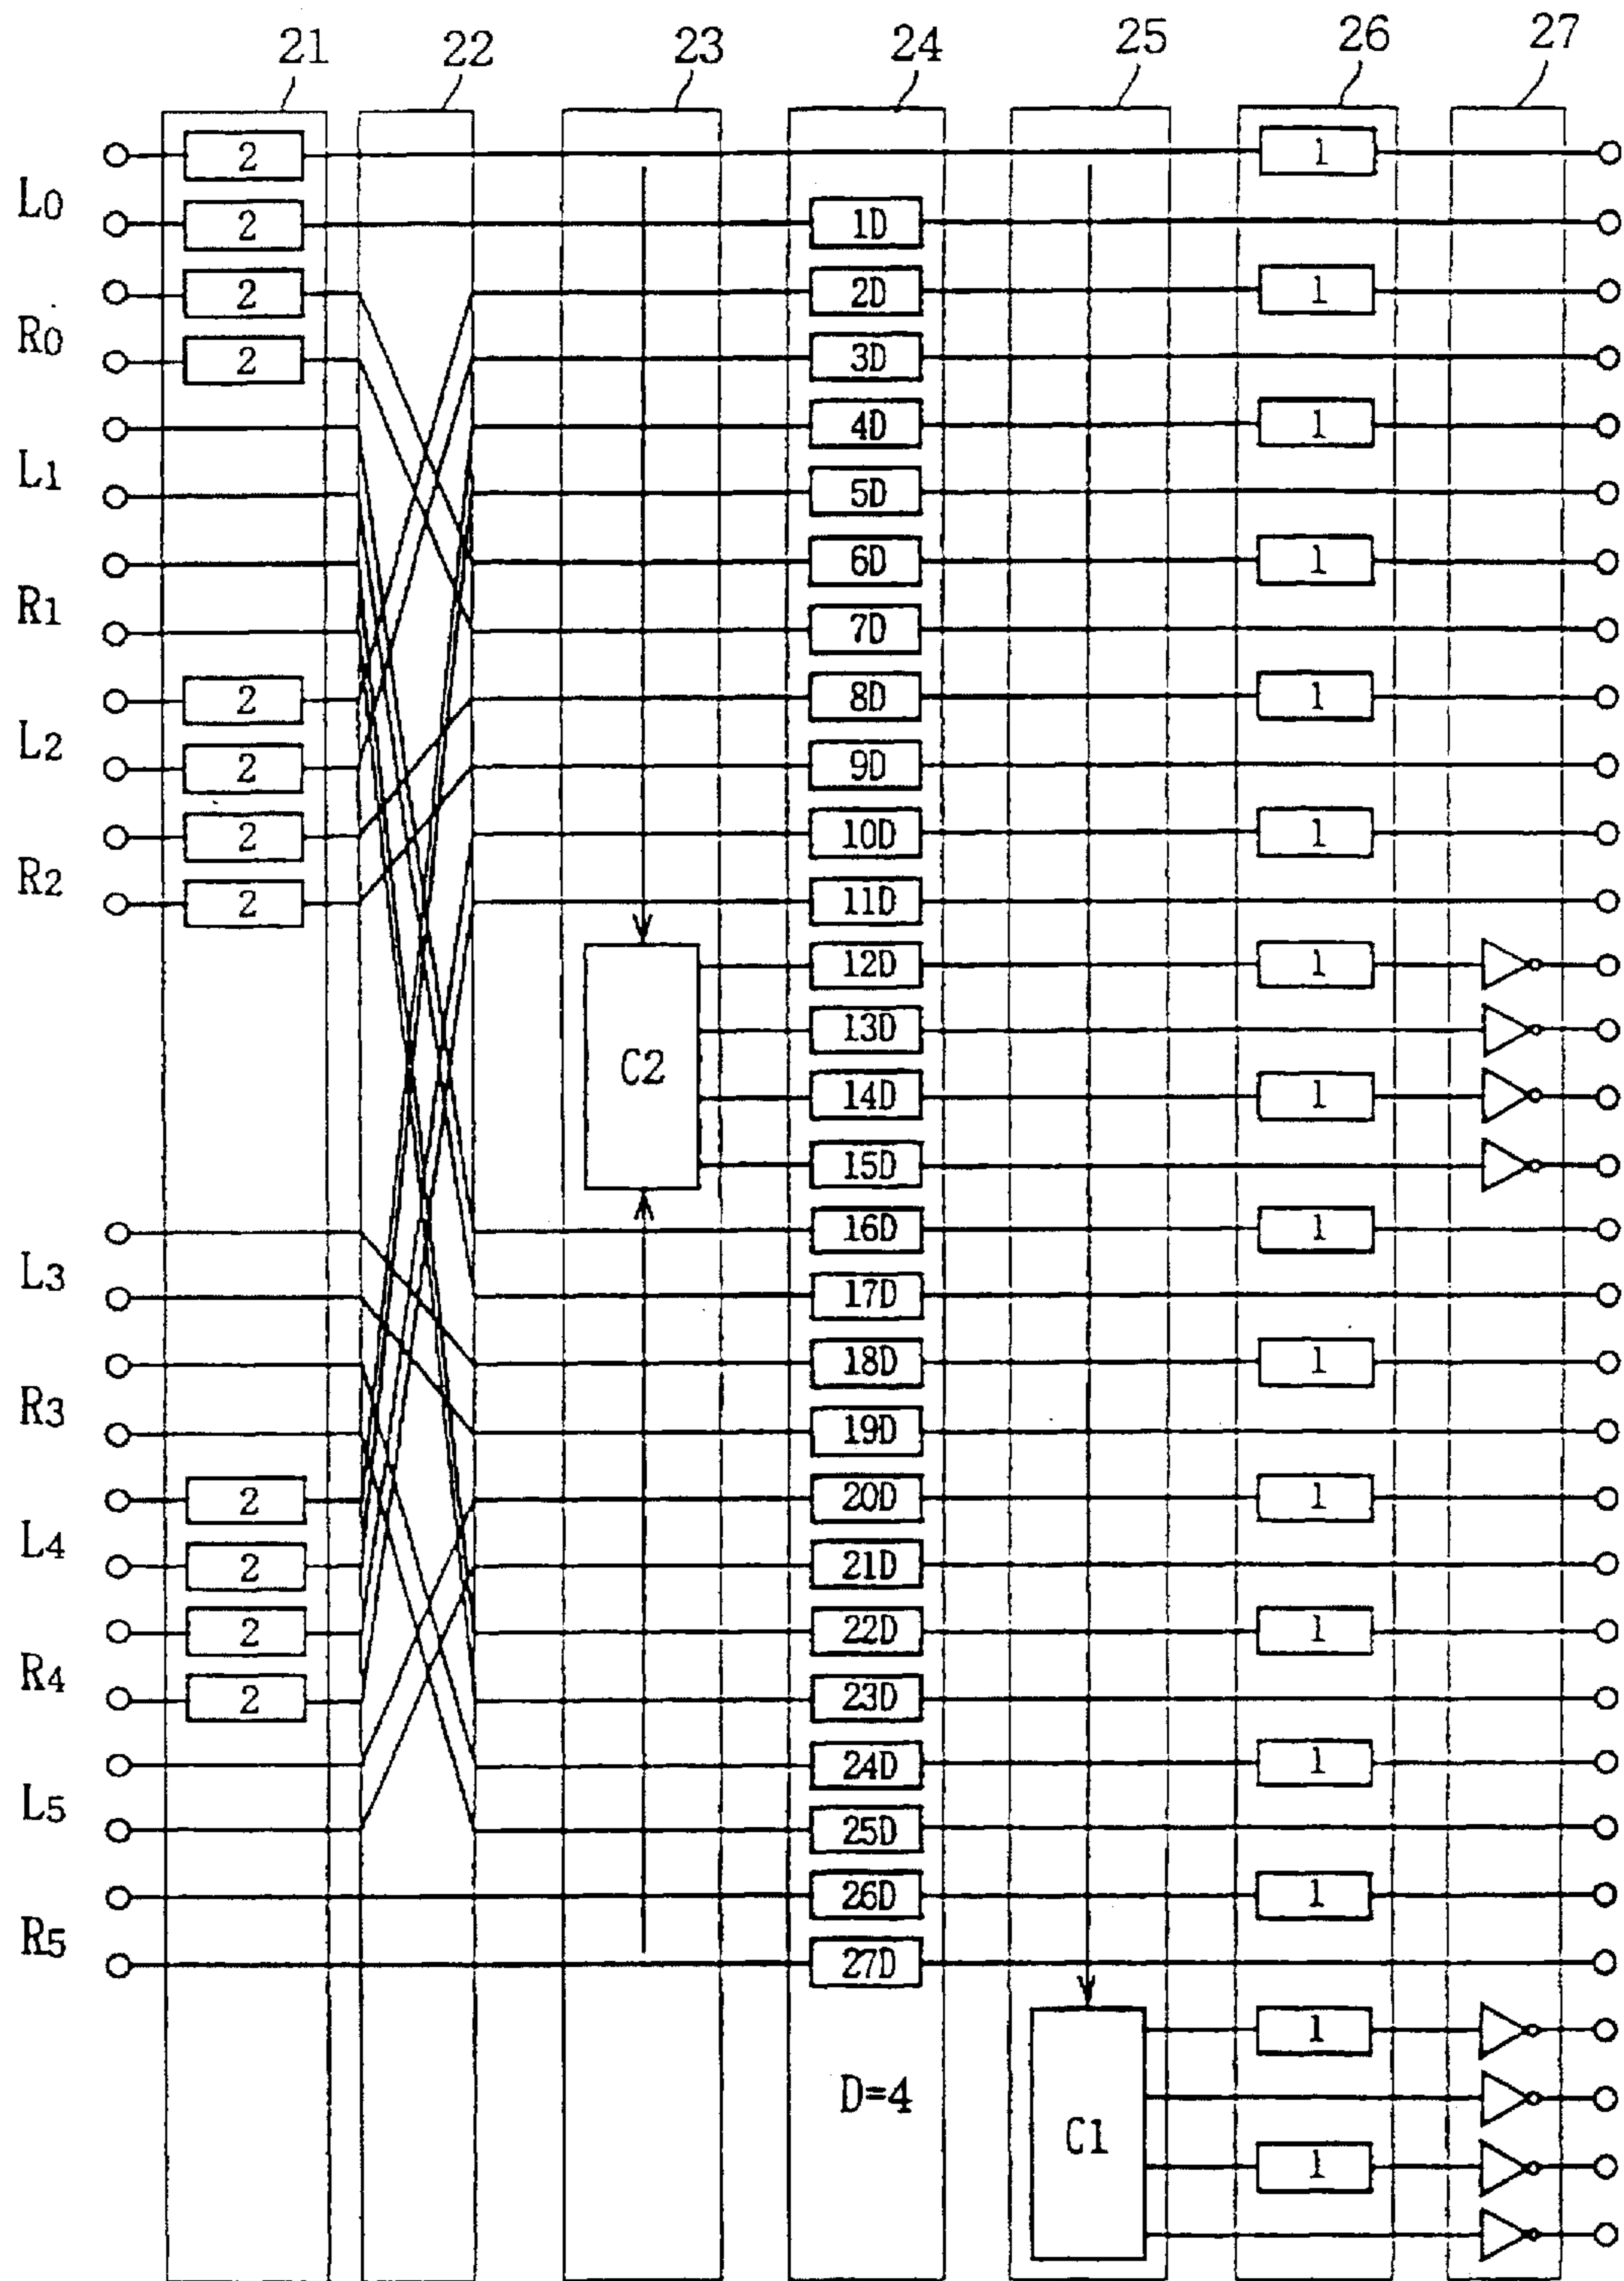 21 22 23 24 25 26 27
2 1
L0
2 1D
2 2D 1
R0
2 3D
4D 1
L1
5D
6D 1
R1
7D
2 8D 1
L2
2 9D
2 10D 1
R2
2 11D
12D 1
13D
C2
14D 1
15D
16D 1
L3
17D
18D 1
R3
19D
2 20D 1
L4
2 21D
2 22D 1
R4
2 23D
24D 1
L5
25D
26D 1
R5
27D
1
D=4
C1
1